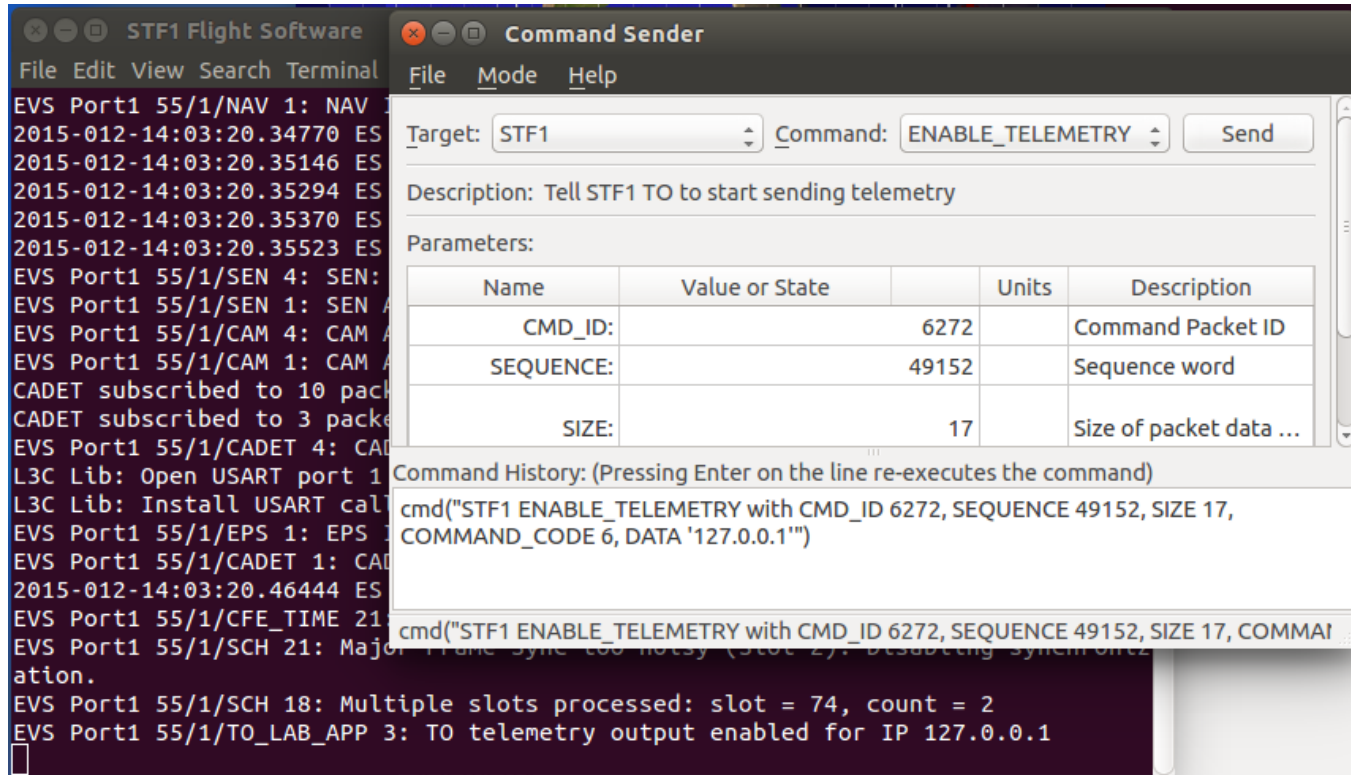 STF1 Flight Software
File Edit View Search Terminal
EVS Port1 55/1/NAV 1: NAV
2015-012-14:03:20.34770 ES
2015-012-14:03:20.35146 ES
2015-012-14:03:20.35294 ES
2015-012-14:03:20.35370 ES
2015-012-14:03:20.35523 ES
EVS Port1 55/1/SEN 4: SEN:
EVS Port1 55/1/SEN 1: SEN
EVS Port1 55/1/CAM 4: CAM
EVS Port1 55/1/CAM 1: CAM
CADET subscribed to 10 pack
CADET subscribed to 3 packe
EVS Port1 55/1/CADET 4: CAD
L3C Lib: Open USART port 1
L3C Lib: Install USART call
EVS Port1 55/1/EPS 1: EPS
EVS Port1 55/1/CADET 1: CAD
2015-012-14:03:20.46444 ES
EVS Port1 55/1/CFE_TIME 21:
EVS Port1 55/1/SCH 21: Major Frame Sync too noisy (Slot 2). Disabling synchroniz
ation.
EVS Port1 55/1/SCH 18: Multiple slots processed: slot = 74, count = 2
EVS Port1 55/1/TO_LAB_APP 3: TO telemetry output enabled for IP 127.0.0.1
Command Sender
File Mode Help
Target: STF1 Command: ENABLE_TELEMETRY Send
Description: Tell STF1 TO to start sending telemetry
Parameters:
Name Value or State Units Description
CMD_ID: 6272 Command Packet ID
SEQUENCE: 49152 Sequence word
SIZE: 17 Size of packet data ...
Command History: (Pressing Enter on the line re-executes the command)
cmd("STF1 ENABLE_TELEMETRY with CMD_ID 6272, SEQUENCE 49152, SIZE 17,
COMMAND_CODE 6, DATA '127.0.0.1'")
cmd("STF1 ENABLE_TELEMETRY with CMD_ID 6272, SEQUENCE 49152, SIZE 17, COMMAN